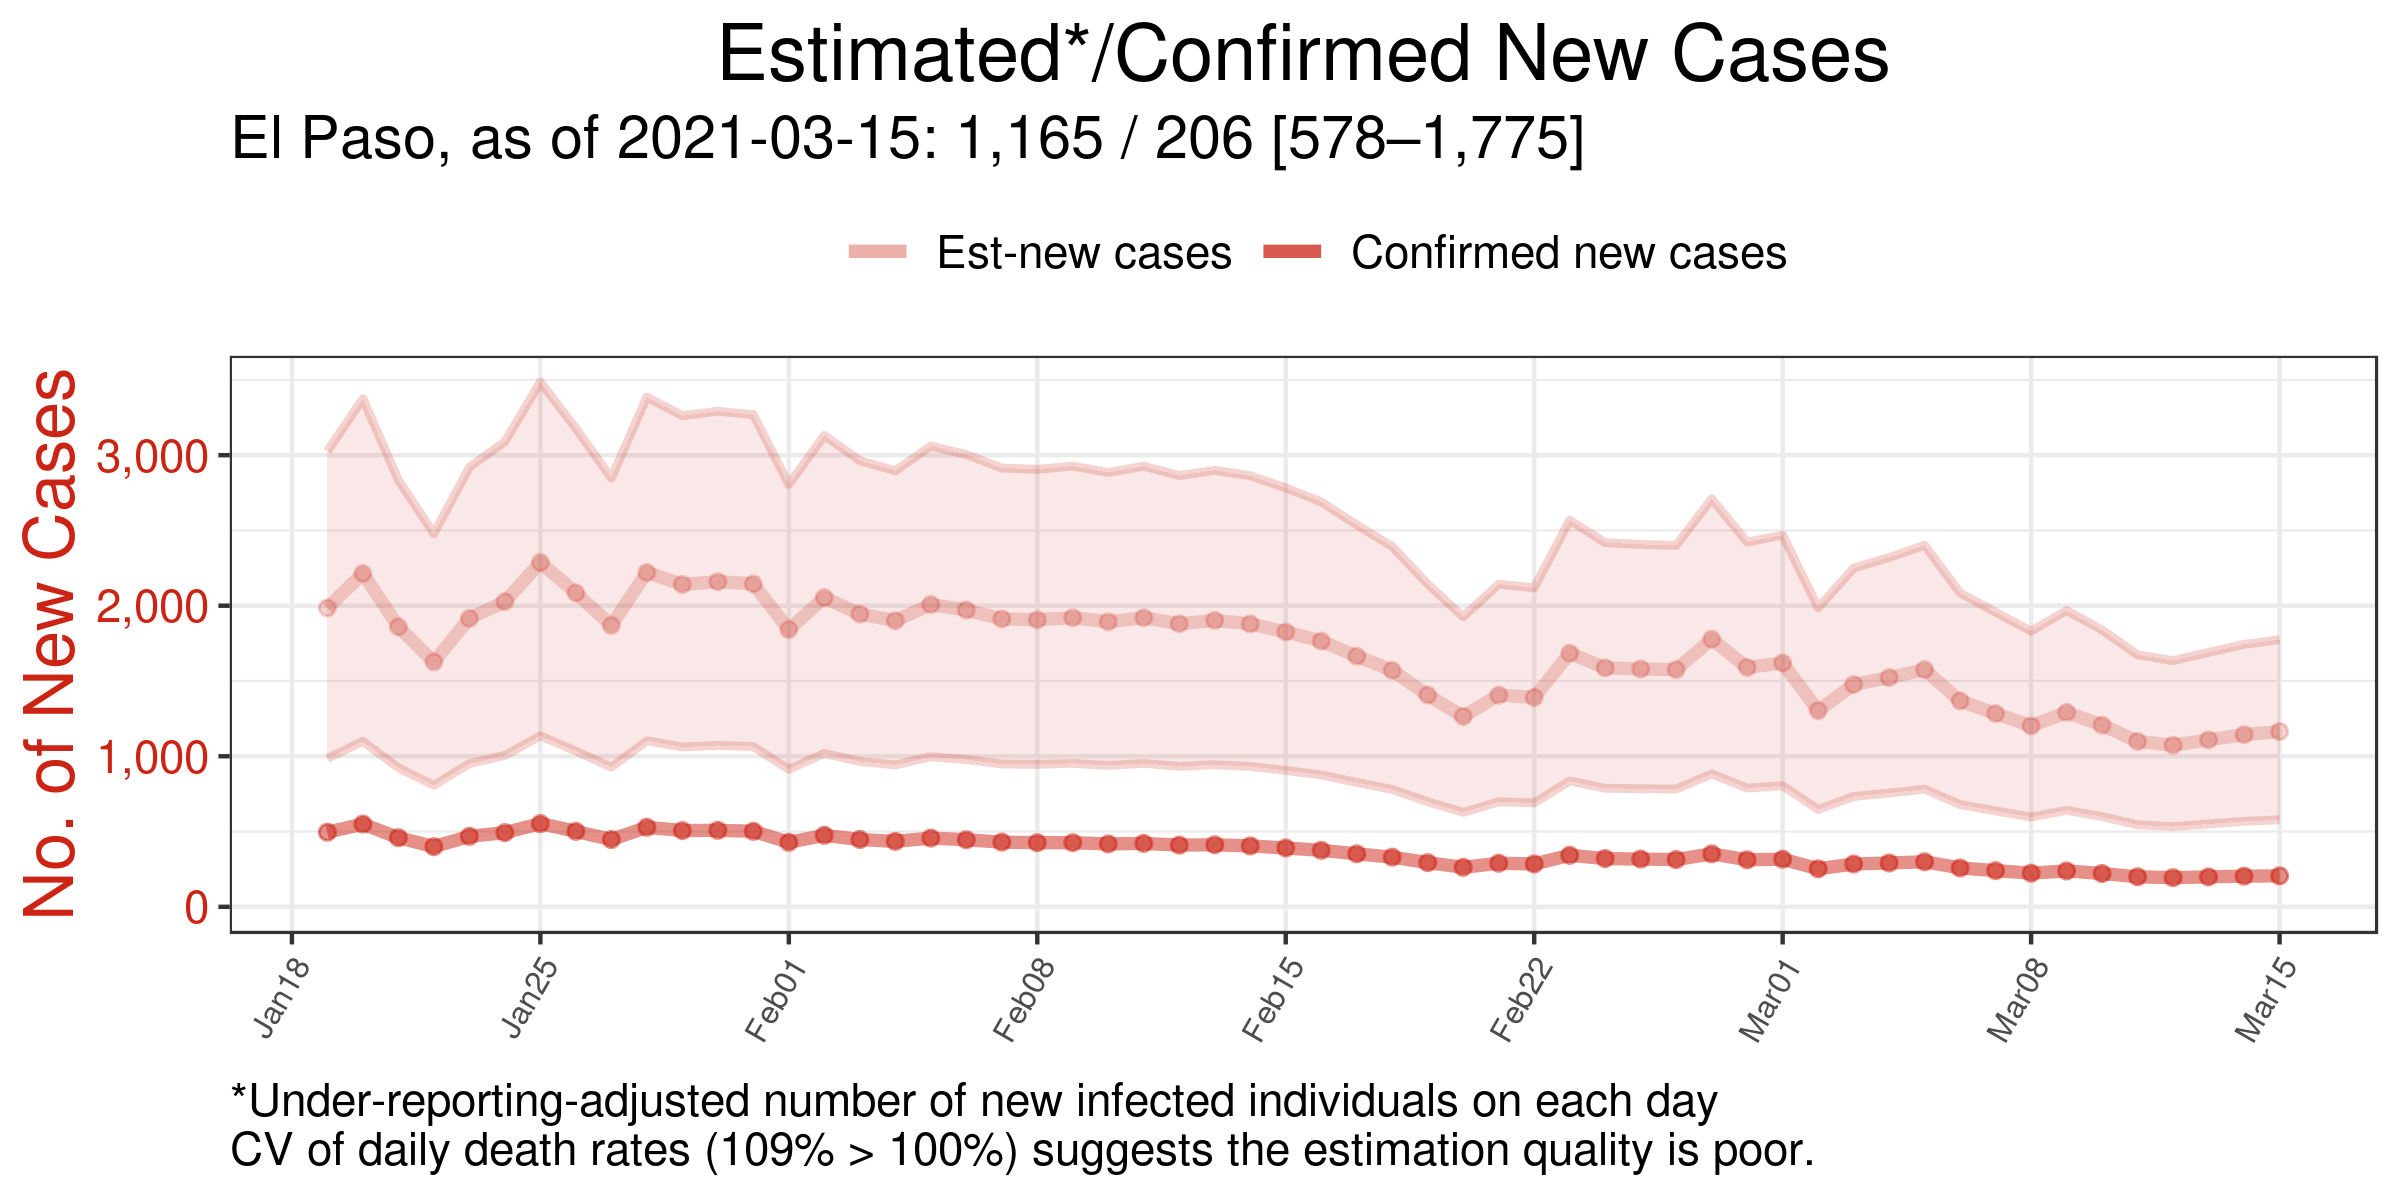 Estimated*/Confirmed New Cases
El Paso, as of 2021-03-15: 1,165 / 206 [578–1,775]
Est-new cases Confirmed new cases
No. of New Cases
3,000
2,000
1,000
0
Jan18 Jan25 Feb01 Feb08 Feb15 Feb22 Mar01 Mar08 Mar15
*Under-reporting-adjusted number of new infected individuals on each day
CV of daily death rates (109% > 100%) suggests the estimation quality is poor.